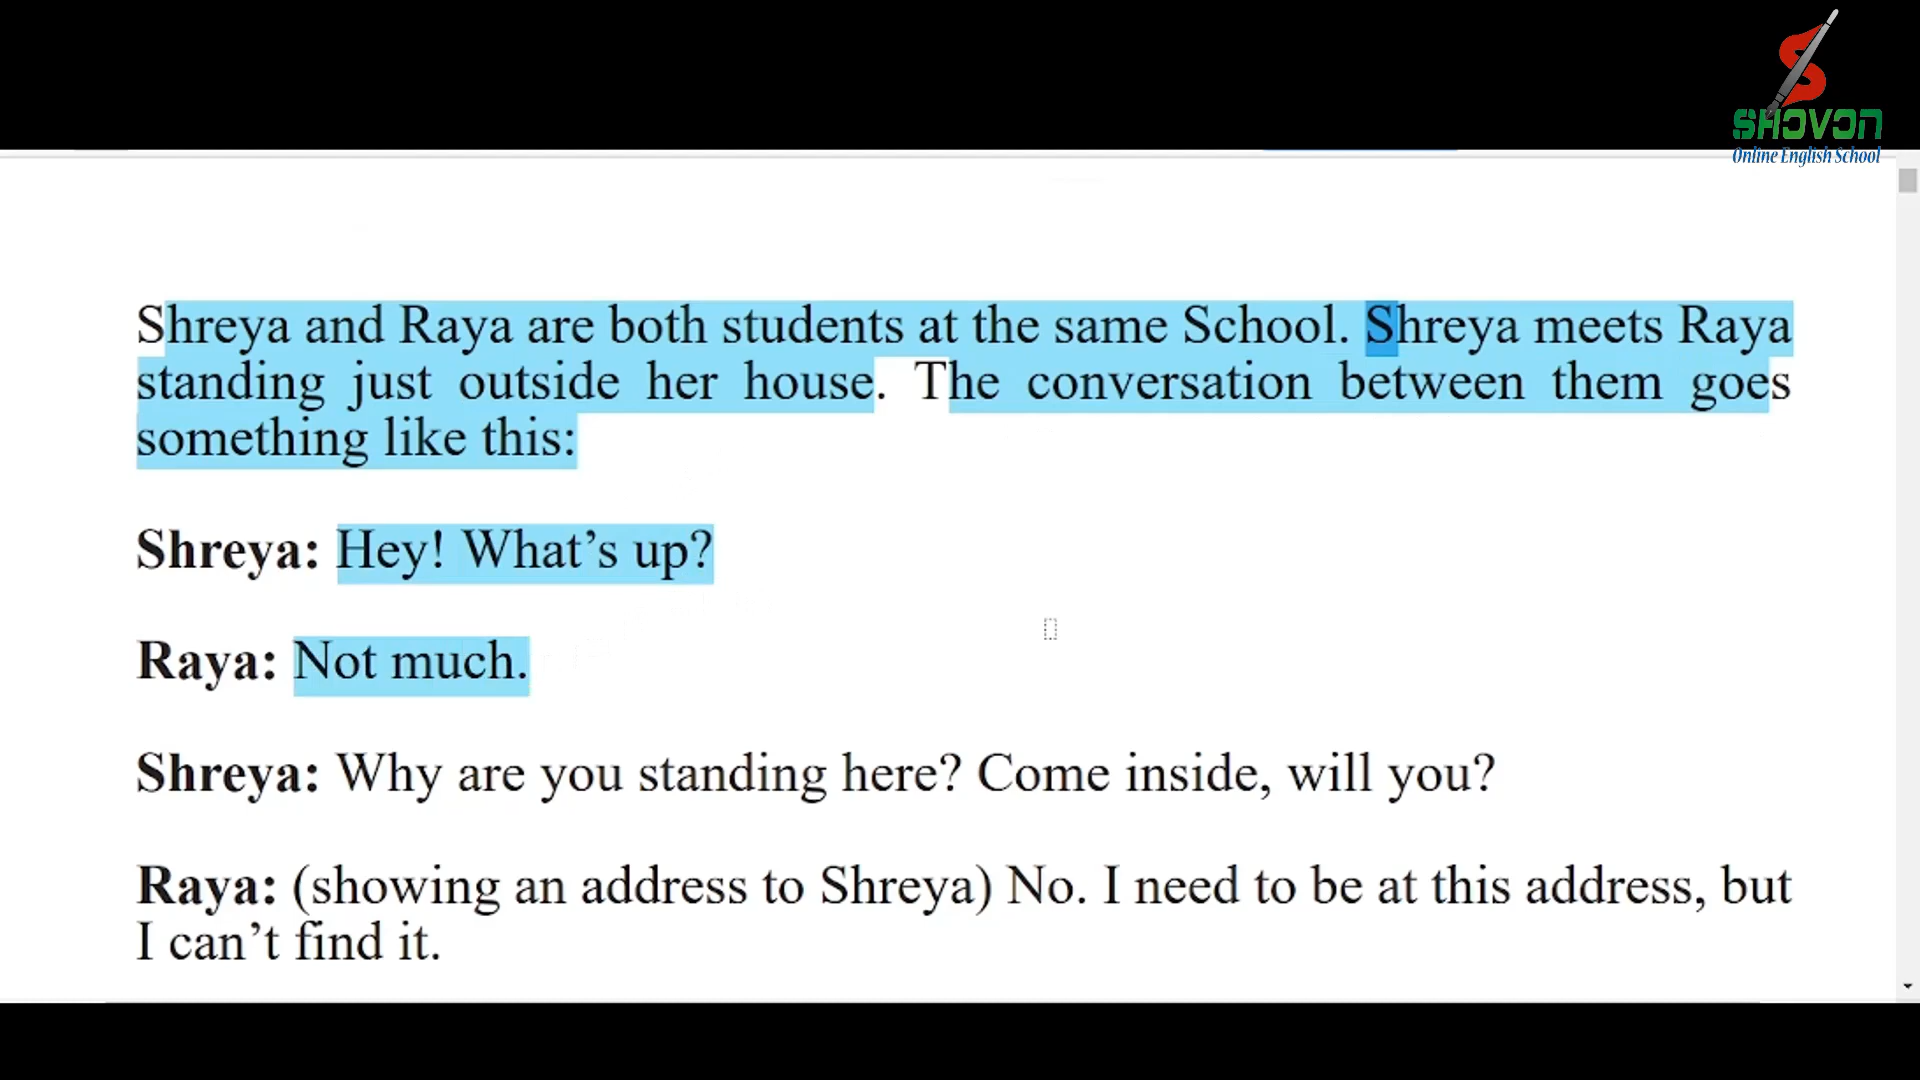 SHOVON
Online English School
Shreya and Raya are both students at the same School. Shreya meets Raya
standing just outside her house. The conversation between them goes
something like this:
Shreya: Hey! What’s up?
Raya: Not much.
Shreya: Why are you standing here? Come inside, will you?
Raya: (showing an address to Shreya) No. I need to be at this address, but
I can’t find it.